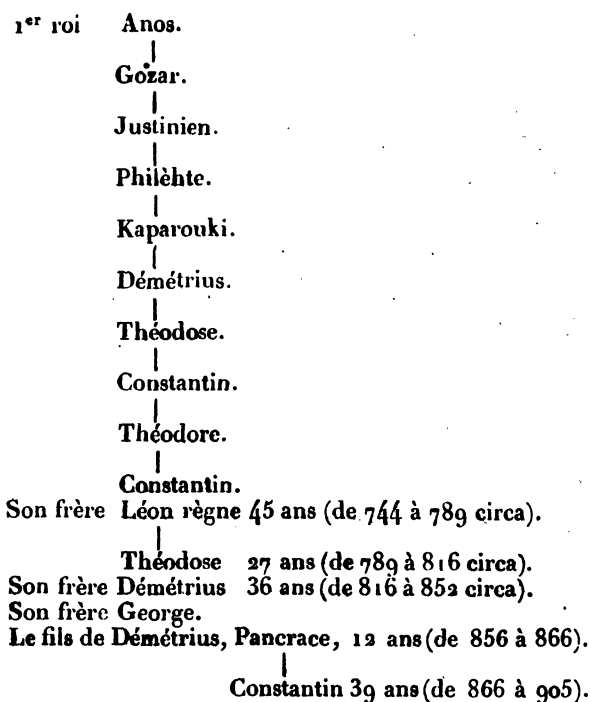 1er roi Anos.
Gozar.
Justinien.
Philèhte.
Kaparouki.
Démétrius.
Théodose.
Constantin.
Théodore.
Constantin.
Son frère Léon règne 45 ans (de 744 à 789 circa).
Théodose 27 ans (de 789 à 816 circa).
Son frère Démétrius 36 ans (de 816 à 852 circa).
Son frère George.
Le fils de Démétrius, Pancrace, 12 ans (de 856 à 866).
Constantin 39 ans (de 866 à 905).